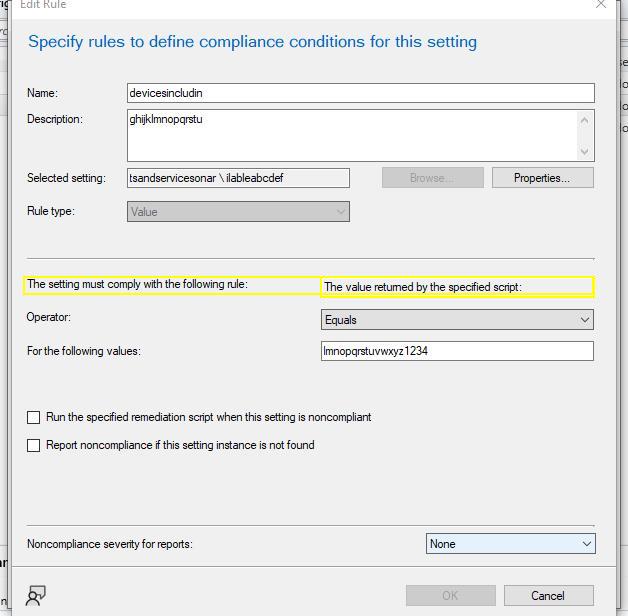 Edit Rule
Specify rules to define compliance conditions for this setting
Name: devicesincludin
Description: ghijklmnopqrstu
Selected setting: tsandservicesonar \ ilableabcdef Browse... Properties...
Rule type: Value
The setting must comply with the following rule: The value returned by the specified script:
Operator: Equals
For the following values: lmnopqrstuvwxyz1234
Run the specified remediation script when this setting is noncompliant
Report noncompliance if this setting instance is not found
Noncompliance severity for reports: None
OK Cancel